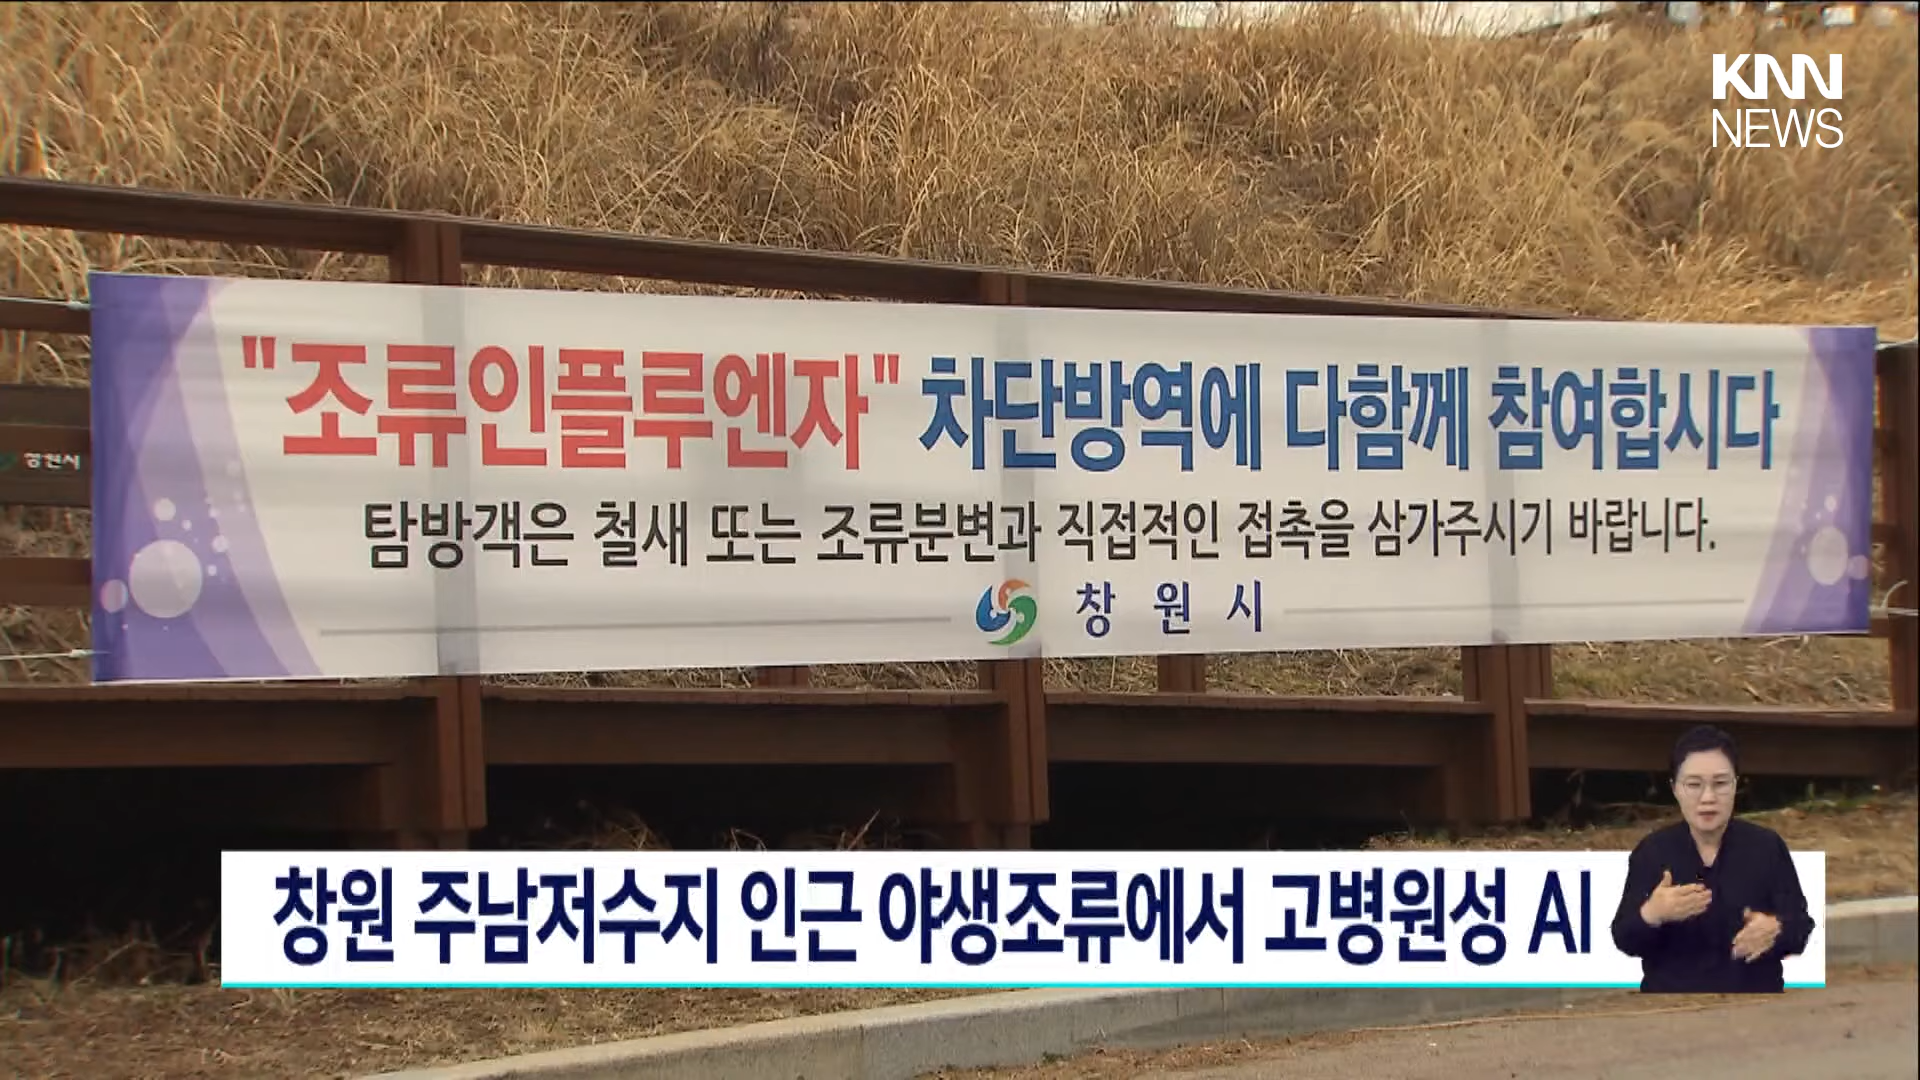 KNN
NEWS
"조류인플루엔자" 차단방역에 다함께 참여합시다
창원시
탐방객은 철새 또는 조류분변과 직접적인 접촉을 삼가주시기 바랍니다.
창 원 시
창원 주남저수지 인근 야생조류에서 고병원성 AI